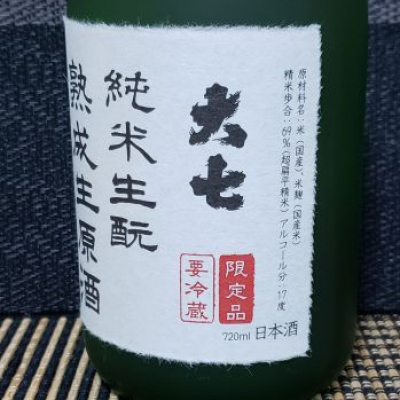 原材料名：米（国産）、米麹（国産米）
精米歩合：69％（超扁平精米）アルコール分：17度
大七
限定品
要冷蔵
純米生酛
熟成生原酒
720ml 日本酒